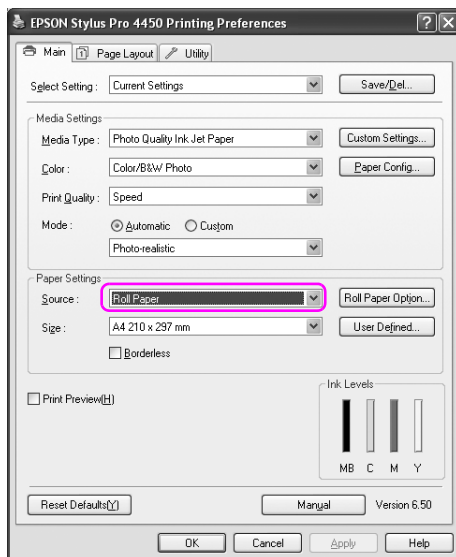 EPSON Stylus Pro 4450 Printing Preferences
Main Page Layout Utility
Select Setting : Current Settings Save/Del...
Media Settings
Media Type : Photo Quality Ink Jet Paper Custom Settings...
Color : Color/B&W Photo Paper Config...
Print Quality : Speed
Mode : Automatic Custom
Photo-realistic
Paper Settings
Source : Roll Paper Roll Paper Option...
Size : A4 210 x 297 mm User Defined...
Borderless
Print Preview(H)
Ink Levels
MB C M Y
Reset Defaults(Y) Manual Version 6.50
OK Cancel Apply Help